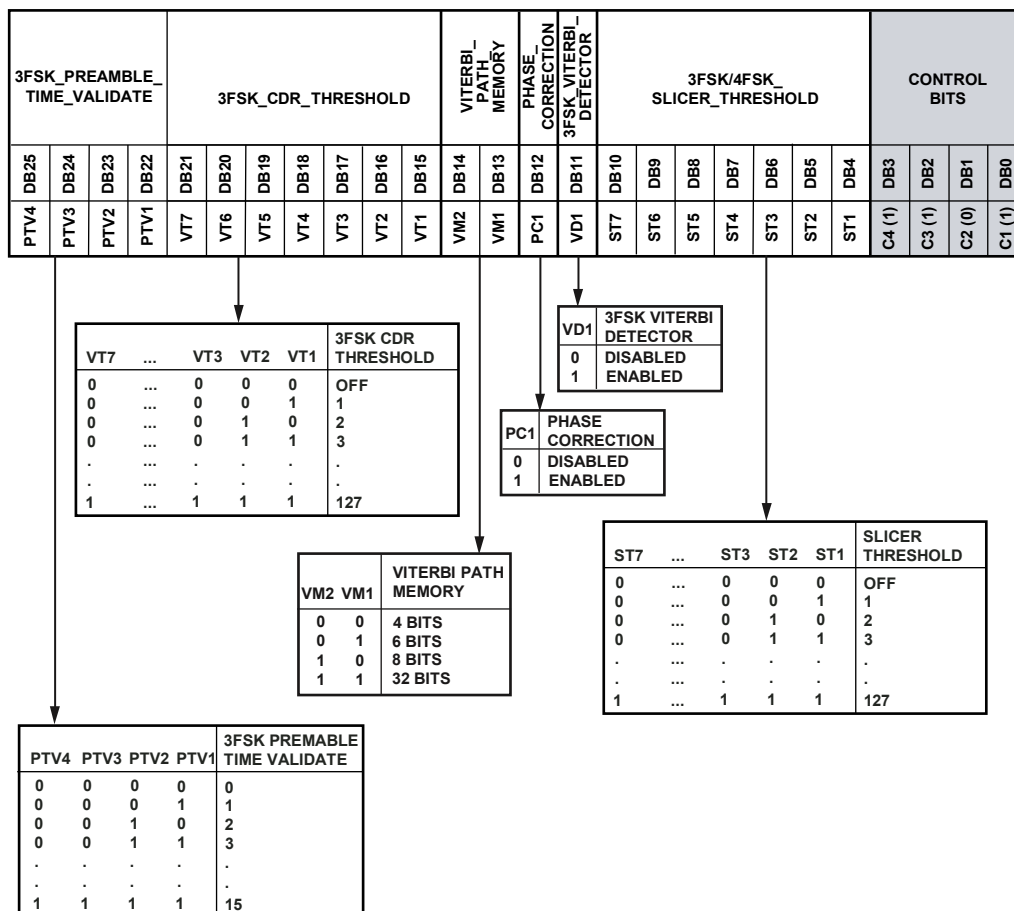 3FSK_PREAMBLE_
TIME_VALIDATE
3FSK_CDR_THRESHOLD
VITERBI_
PATH_
MEMORY
PHASE_
CORRECTION
3FSK_VITERBI_
DETECTOR
3FSK/4FSK_
SLICER_THRESHOLD
CONTROL
BITS
DB25 DB24 DB23 DB22 DB21 DB20 DB19 DB18 DB17 DB16 DB15 DB14 DB13 DB12 DB11 DB10 DB9 DB8 DB7 DB6 DB5 DB4 DB3 DB2 DB1 DB0
PTV4 PTV3 PTV2 PTV1 VT7 VT6 VT5 VT4 VT3 VT2 VT1 VM2 VM1 PC1 VD1 ST7 ST6 ST5 ST4 ST3 ST2 ST1 C4 (1) C3 (1) C2 (0) C1 (1)
VT7 ... VT3 VT2 VT1 3FSK CDR
THRESHOLD
0 ... 0 0 0 OFF
0 ... 0 0 1 1
0 ... 0 1 0 2
0 ... 0 1 1 3
. ... . . . .
. ... . . . .
1 ... 1 1 1 127
VD1 3FSK VITERBI
DETECTOR
0 DISABLED
1 ENABLED
PC1 PHASE
CORRECTION
0 DISABLED
1 ENABLED
ST7 ... ST3 ST2 ST1 SLICER
THRESHOLD
0 ... 0 0 0 OFF
0 ... 0 0 1 1
0 ... 0 1 0 2
0 ... 0 1 1 3
. ... . . . .
. ... . . . .
1 ... 1 1 1 127
VM2 VM1 VITERBI PATH
MEMORY
0 0 4 BITS
0 1 6 BITS
1 0 8 BITS
1 1 32 BITS
PTV4 PTV3 PTV2 PTV1 3FSK PREMABLE
TIME VALIDATE
0 0 0 0 0
0 0 0 1 1
0 0 1 0 2
0 0 1 1 3
. . . . .
. . . . .
1 1 1 1 15